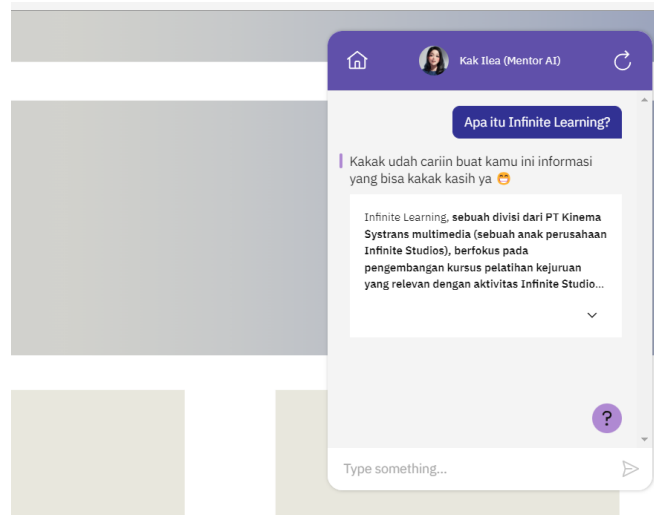 Kak Ilea (Mentor AI)
Apa itu Infinite Learning?
Kakak udah cariin buat kamu ini informasi
yang bisa kakak kasih ya 😁
Infinite Learning, sebuah divisi dari PT Kinema
Systrans multimedia (sebuah anak perusahaan
Infinite Studios), berfokus pada
pengembangan kursus pelatihan kejuruan
yang relevan dengan aktivitas Infinite Studio...
?
Type something...